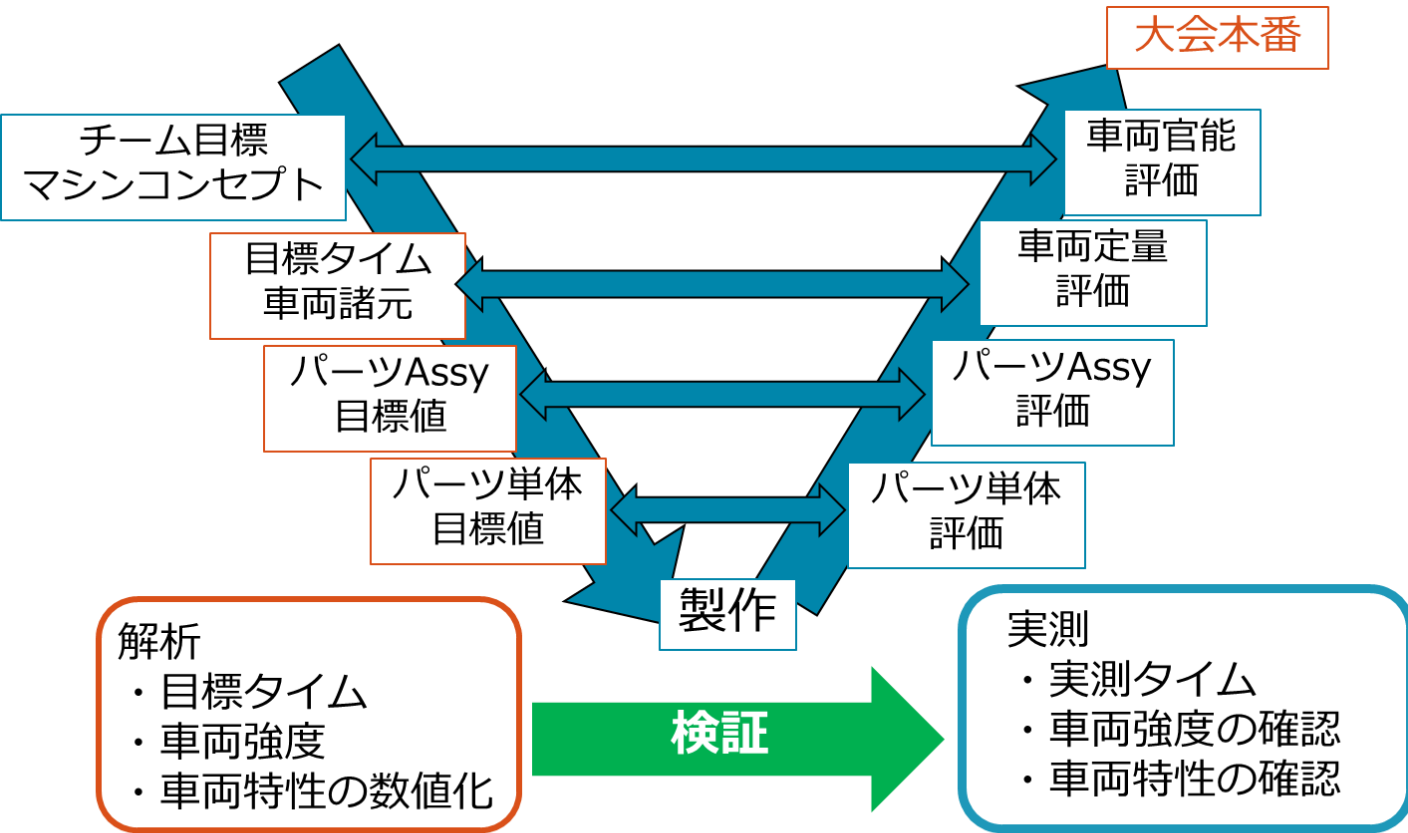 大会本番
チーム目標
マシンコンセプト
車両官能
評価
目標タイム
車両諸元
車両定量
評価
パーツAssy
目標値
パーツAssy
評価
パーツ単体
目標値
パーツ単体
評価
製作
解析
・目標タイム
・車両強度
・車両特性の数値化
検証
実測
・実測タイム
・車両強度の確認
・車両特性の確認